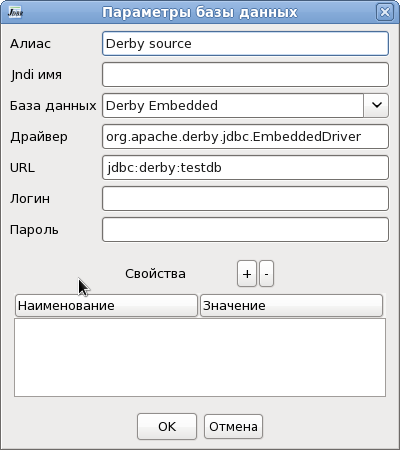 Параметры базы данных
Алиас Derby source
Jndi имя
База данных Derby Embedded
Драйвер org.apache.derby.jdbc.EmbeddedDriver
URL jdbc:derby:testdb
Логин
Пароль
Свойства + -
Наименование Значение
OK Отмена